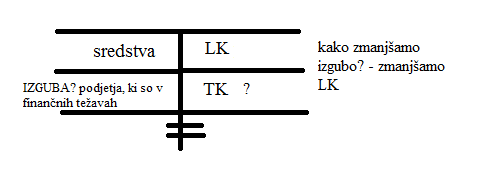 sredstva
LK
IZGUBA? podjetja, ki so v
finančnih težavah
TK ?
kako zmanjšamo
izgubo? - zmanjšamo
LK